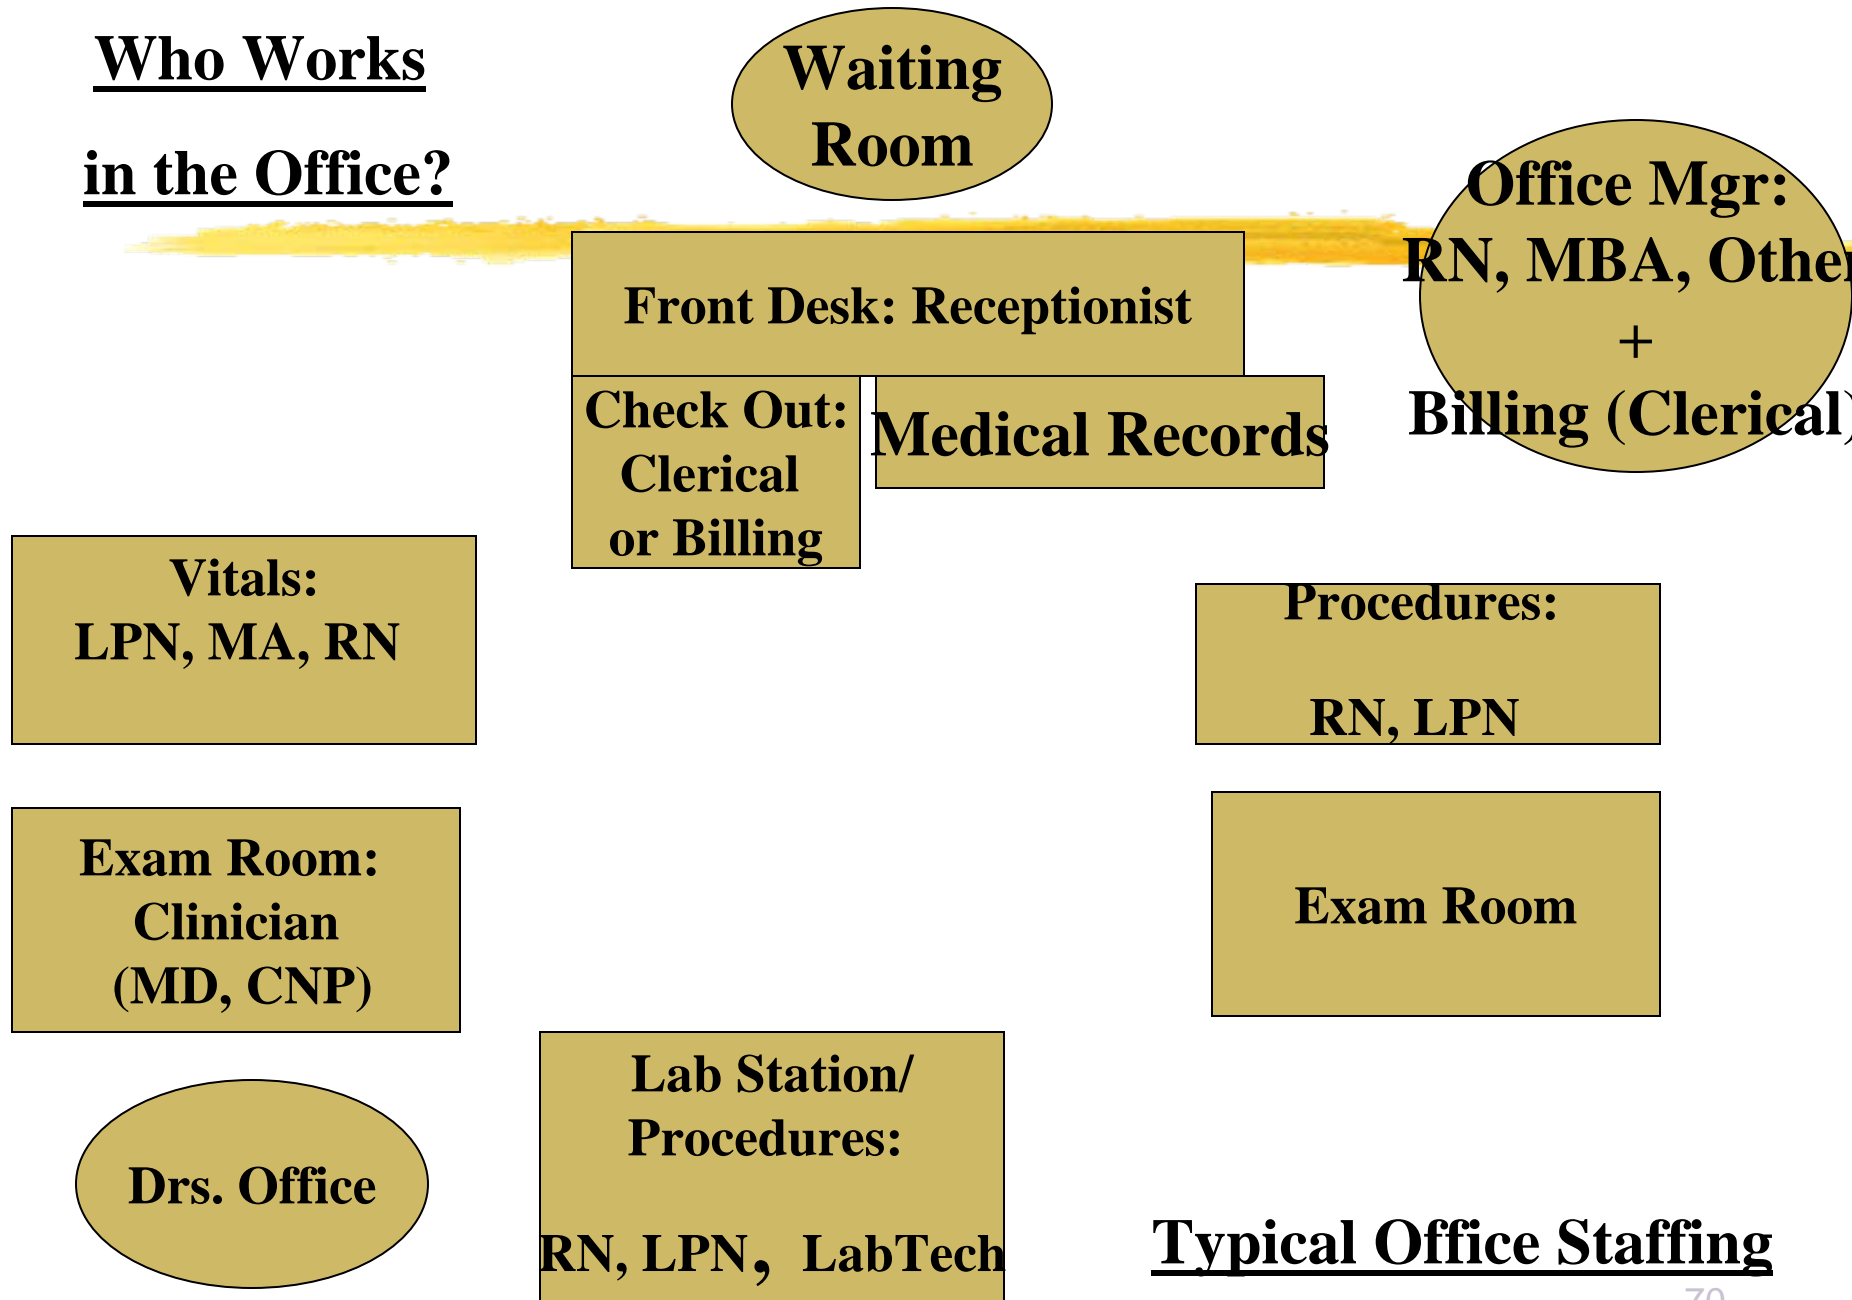 Who Works
in the Office?
Waiting
Room
Office Mgr:
RN, MBA, Other
+
Billing (Clerical)
Front Desk: Receptionist
Check Out:
Clerical
or Billing
Medical Records
Vitals:
LPN, MA, RN
Procedures:
RN, LPN
Exam Room:
Clinician
(MD, CNP)
Exam Room
Drs. Office
Lab Station/
Procedures:
RN, LPN, LabTech
Typical Office Staffing
70